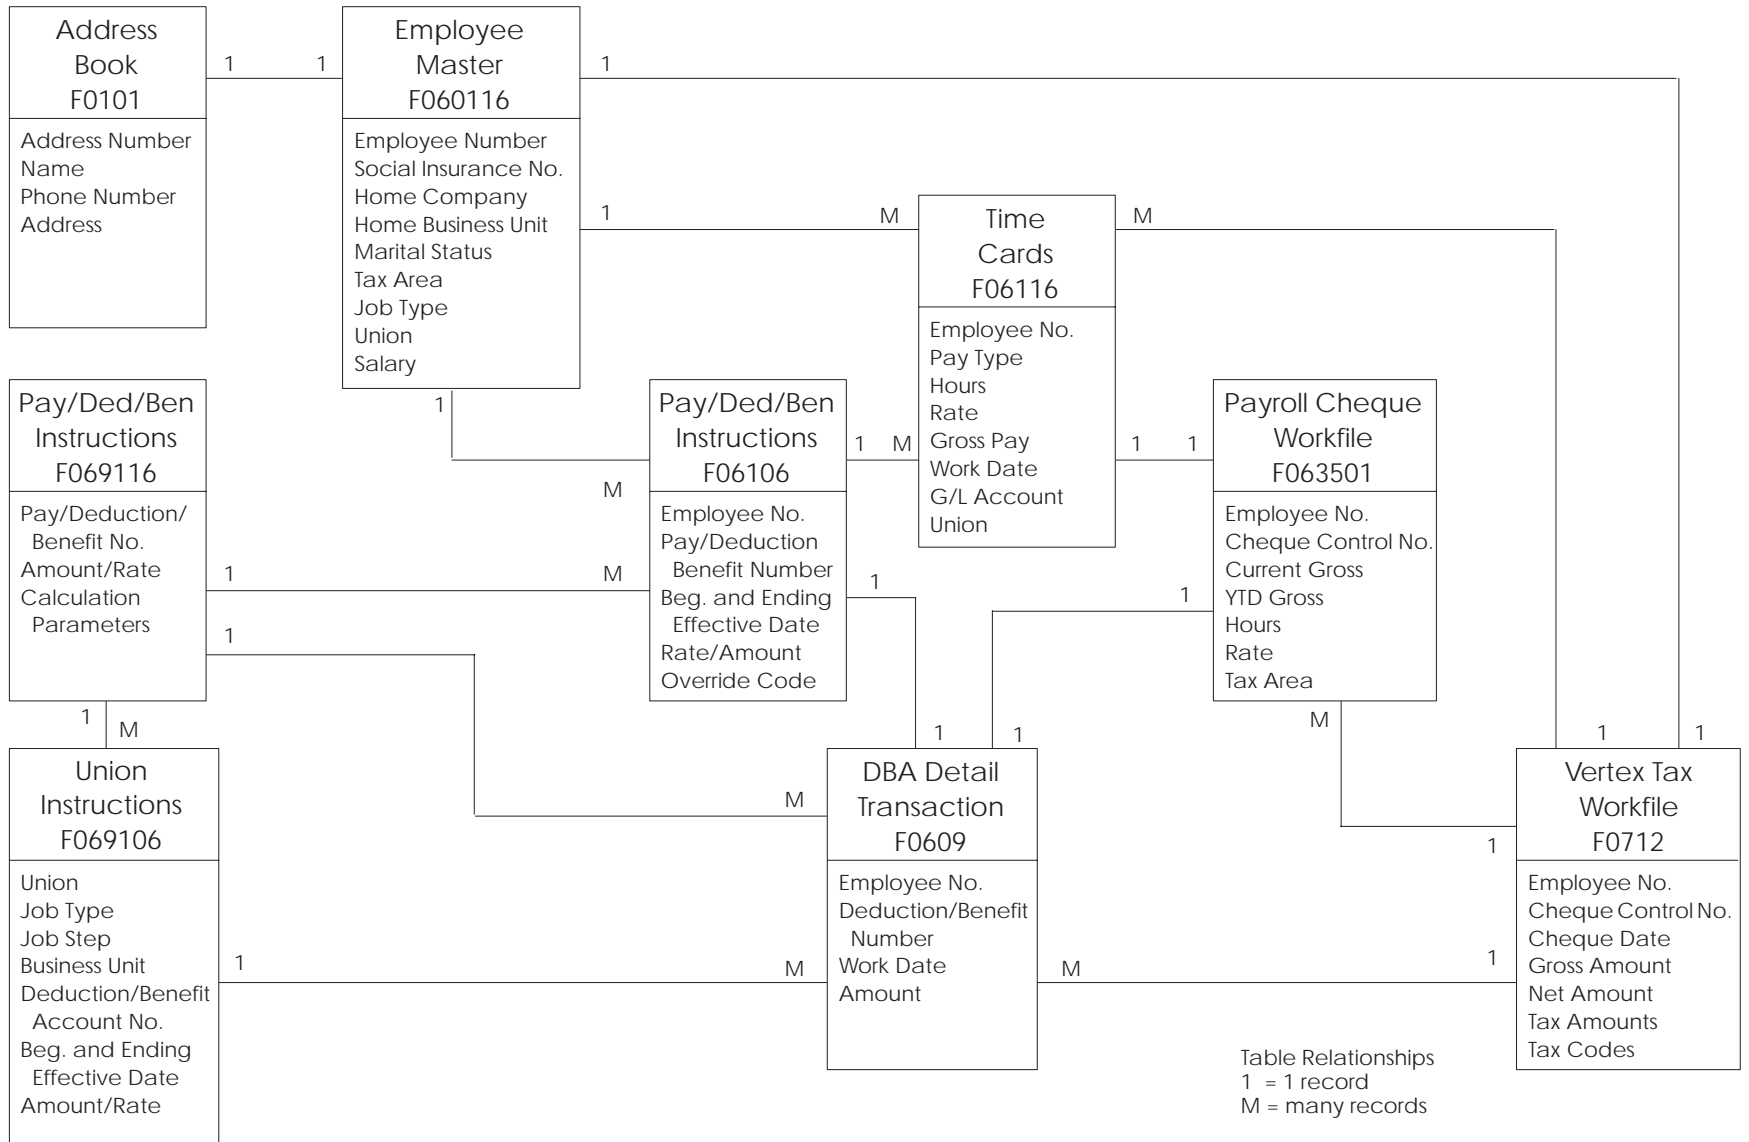 Address
Book
F0101
Address Number
Name
Phone Number
Address
1
1
Employee
Master
F060116
Employee Number
Social Insurance No.
Home Company
Home Business Unit
Marital Status
Tax Area
Job Type
Union
Salary
1
1
M
1
M
Time
Cards
F06116
Employee No.
Pay Type
Hours
Rate
Gross Pay
Work Date
G/L Account
Union
M
Pay/Ded/Ben
Instructions
F069116
Pay/Deduction/
Benefit No.
Amount/Rate
Calculation
Parameters
1
M
1
Pay/Ded/Ben
Instructions
F06106
Employee No.
Pay/Deduction
Benefit Number
Beg. and Ending
Effective Date
Rate/Amount
Override Code
1
M
1
1
1
Payroll Cheque
Workfile
F063501
Employee No.
Cheque Control No.
Current Gross
YTD Gross
Hours
Rate
Tax Area
1
M
1
M
1
1
1
1
Union
Instructions
F069106
Union
Job Type
Job Step
Business Unit
Deduction/Benefit
Account No.
Beg. and Ending
Effective Date
Amount/Rate
1
M
M
DBA Detail
Transaction
F0609
Employee No.
Deduction/Benefit
Number
Work Date
Amount
M
1
1
Vertex Tax
Workfile
F0712
Employee No.
Cheque Control No.
Cheque Date
Gross Amount
Net Amount
Tax Amounts
Tax Codes
Table Relationships
1 = 1 record
M = many records